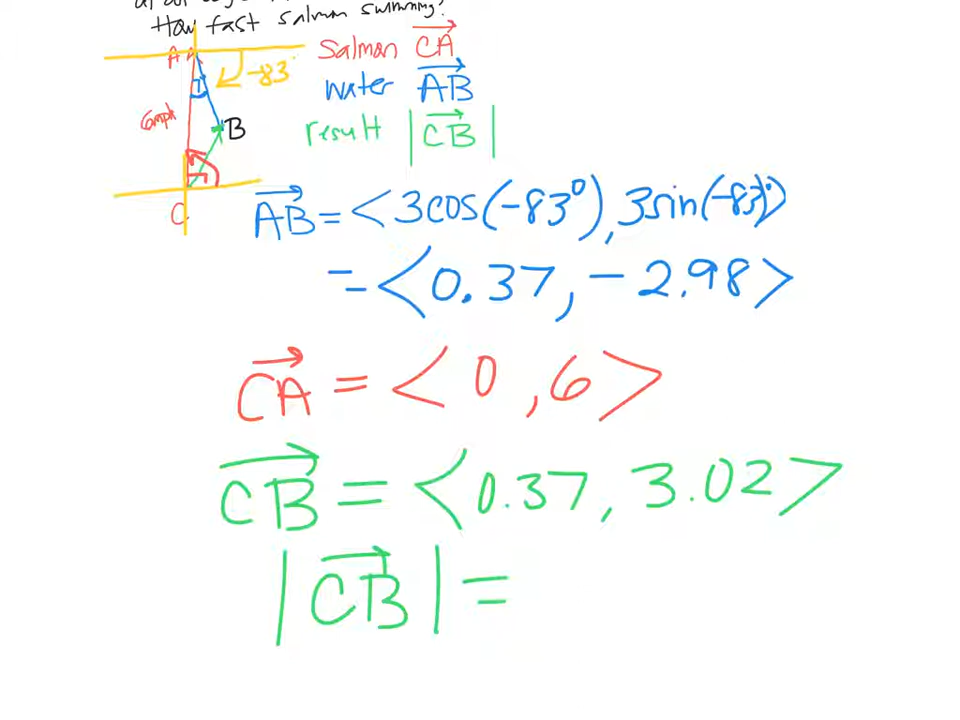 How fast salmon swimming?
A
-83
Salmon CA
water AB
6mph
B
result |CB|
C
AB = <3cos(-83°), 3sin(-83°)>
= <0.37, -2.98>
CA = <0, 6>
CB = <0.37, 3.02>
|CB| =